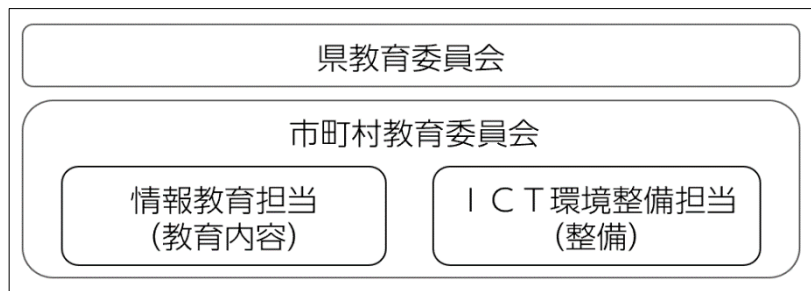 県教育委員会
市町村教育委員会
情報教育担当
(教育内容)
ＩＣＴ環境整備担当
(整備)